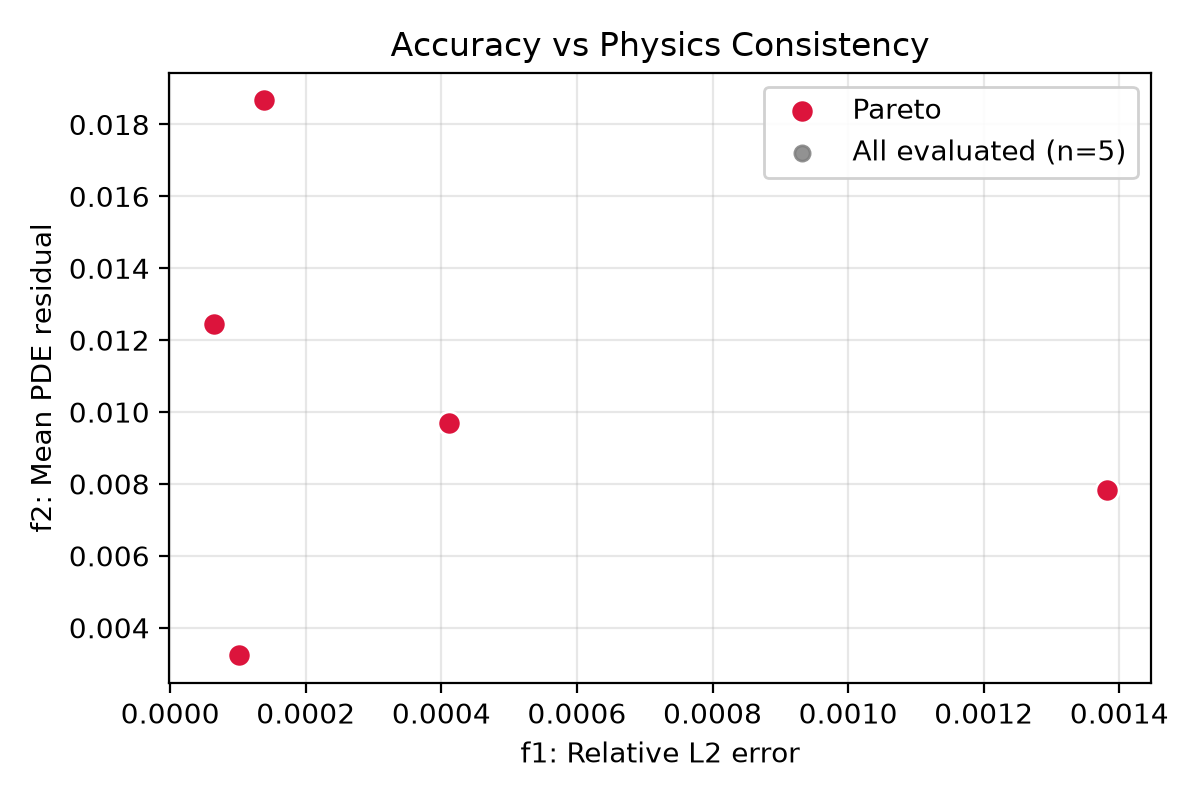 Accuracy vs Physics Consistency
Pareto
All evaluated (n=5)
f2: Mean PDE residual
0.018
0.016
0.014
0.012
0.010
0.008
0.006
0.004
0.0000 0.0002 0.0004 0.0006 0.0008 0.0010 0.0012 0.0014
f1: Relative L2 error